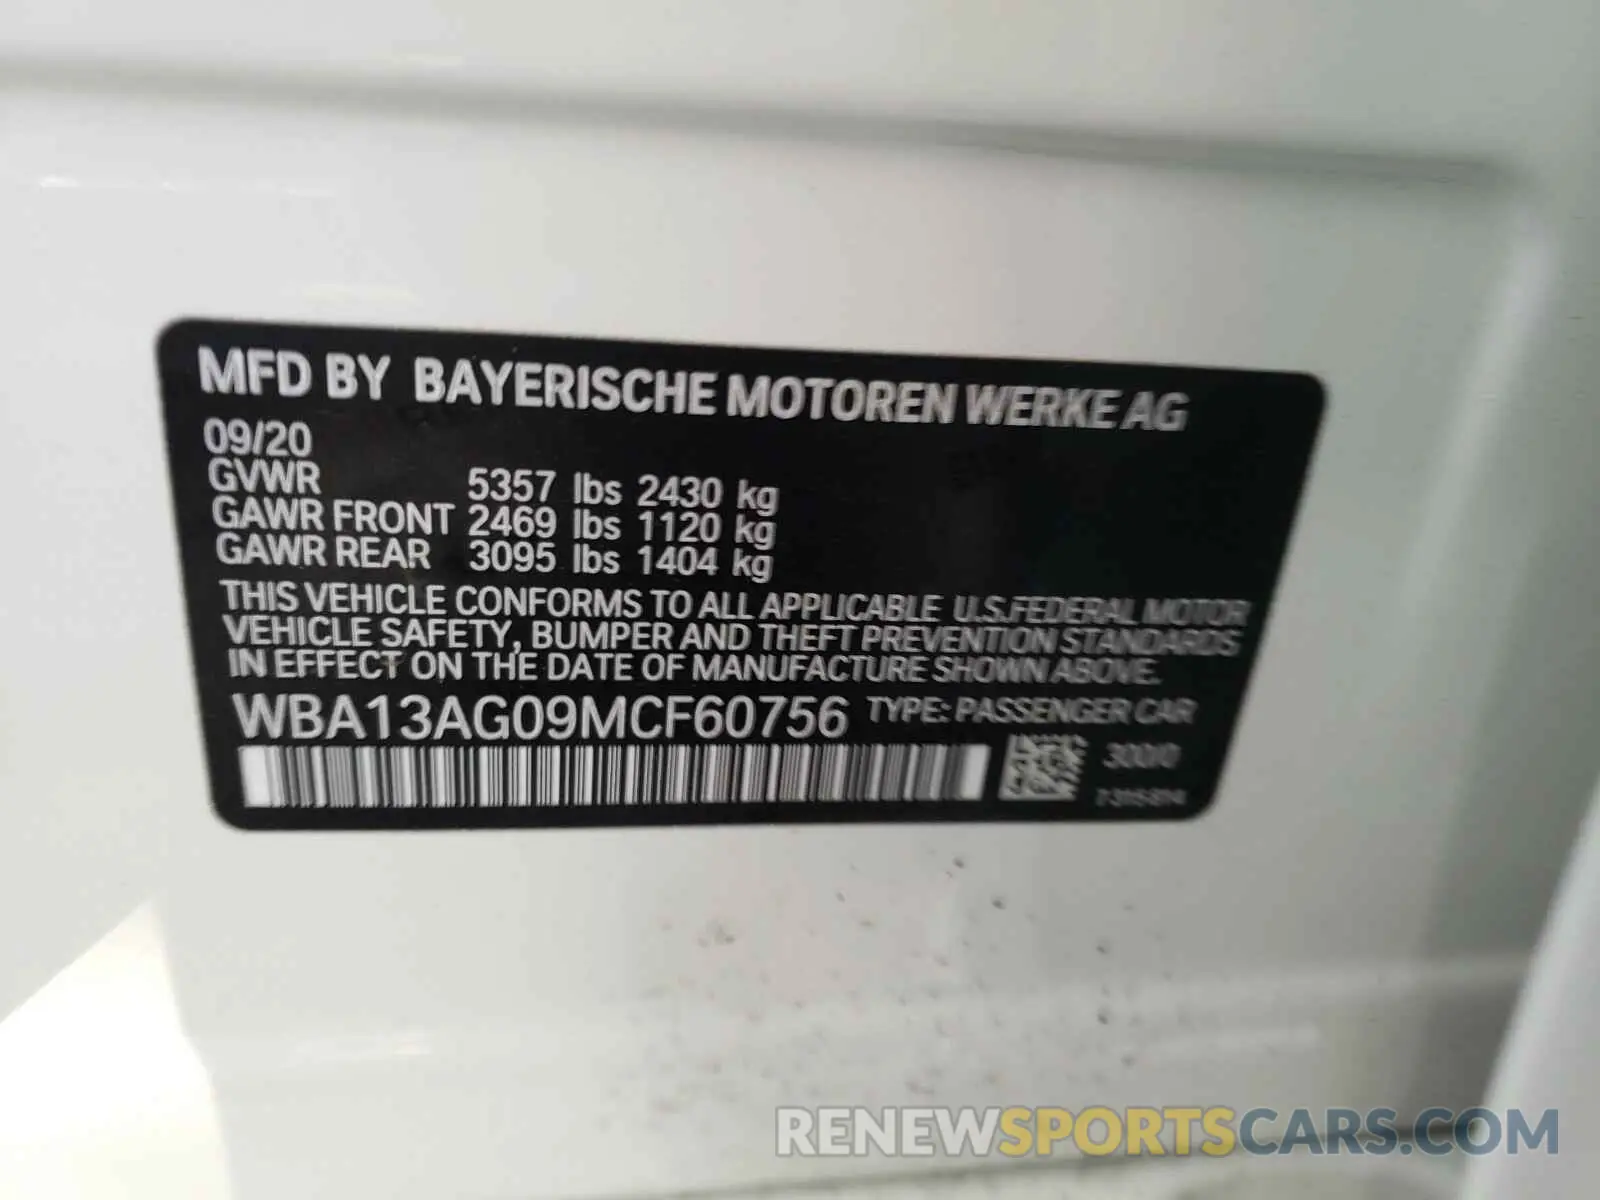 MFD BY BAYERISCHE MOTOREN WERKE AG
09/20
GVWR 5357 lbs 2430 kg
GAWR FRONT 2469 lbs 1120 kg
GAWR REAR 3095 lbs 1404 kg
THIS VEHICLE CONFORMS TO ALL APPLICABLE U.S.FEDERAL MOTOR
VEHICLE SAFETY, BUMPER AND THEFT PREVENTION STANDARDS
IN EFFECT ON THE DATE OF MANUFACTURE SHOWN ABOVE.
WBA13AG09MCF60756 TYPE: PASSENGER CAR
300/0
RENEWSPORTSCARS.COM